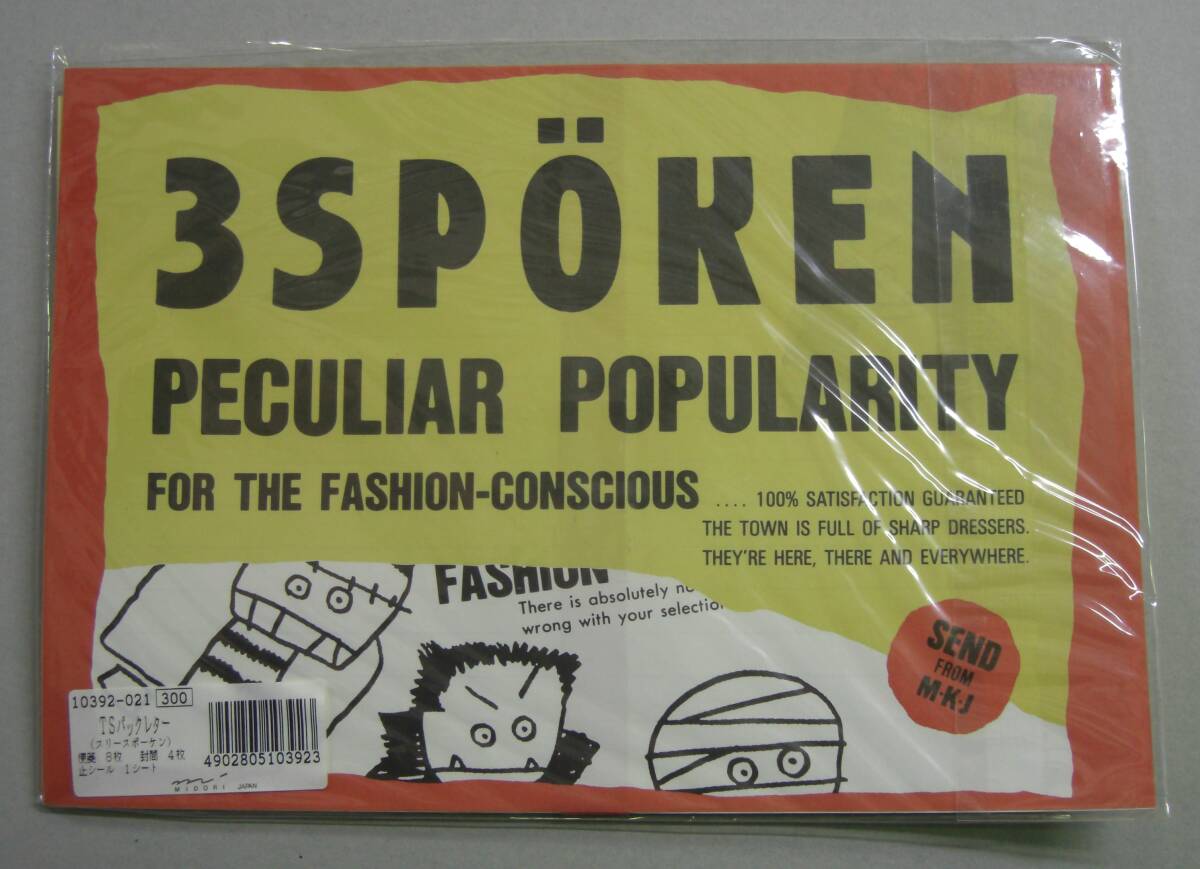 3SPÖKEN
PECULIAR POPULARITY
FOR THE FASHION-CONSCIOUS .... 100% SATISFACTION GUARANTEED
THE TOWN IS FULL OF SHARP DRESSERS.
THEY'RE HERE, THERE AND EVERYWHERE.
FASHION
There is absolutely
wrong with your
SEND
FROM
M·K·J
10392-021 300
TSパックレター
(スリースポーケン)
便箋 8枚 封筒 4枚
止シール 1シート
4902805103923
MIDORI JAPAN